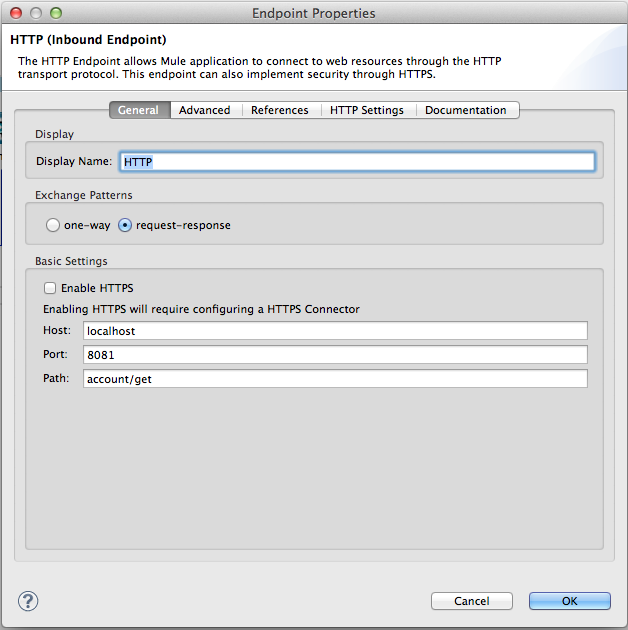 Endpoint Properties
HTTP (Inbound Endpoint)
The HTTP Endpoint allows Mule application to connect to web resources through the HTTP
transport protocol. This endpoint can also implement security through HTTPS.
General Advanced References HTTP Settings Documentation
Display
Display Name: HTTP
Exchange Patterns
one-way request-response
Basic Settings
Enable HTTPS
Enabling HTTPS will require configuring a HTTPS Connector
Host: localhost
Port: 8081
Path: account/get
? Cancel OK